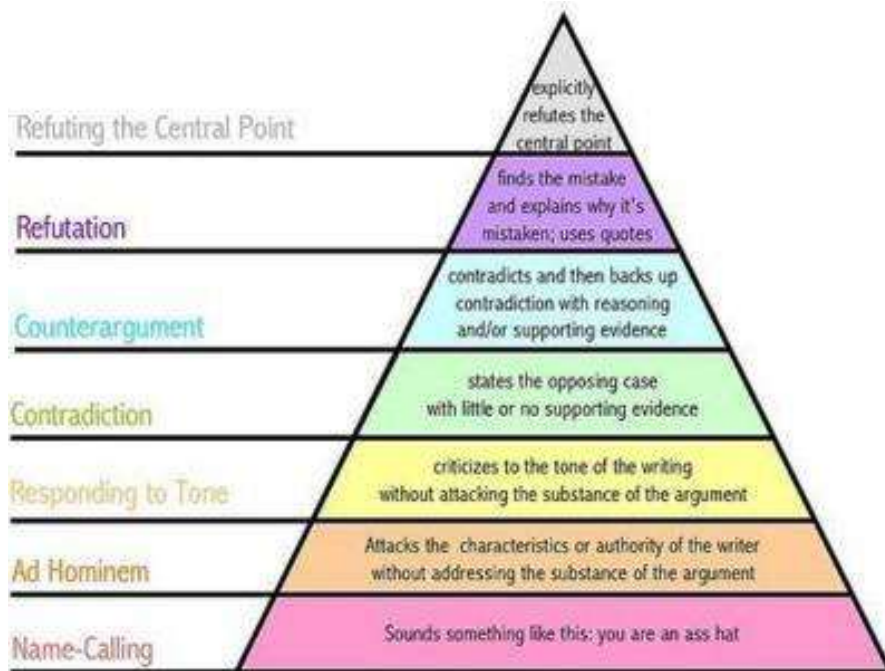 explicitly
refutes the
central point
Refuting the Central Point
finds the mistake
and explains why it's
mistaken; uses quotes
Refutation
contradicts and then backs up
contradiction with reasoning
and/or supporting evidence
Counterargument
states the opposing case
with little or no supporting evidence
Contradiction
criticizes to the tone of the writing
without attacking the substance of the argument
Responding to Tone
Attacks the characteristics or authority of the writer
without addressing the substance of the argument
Ad Hominem
Sounds something like this: you are an ass hat
Name-Calling